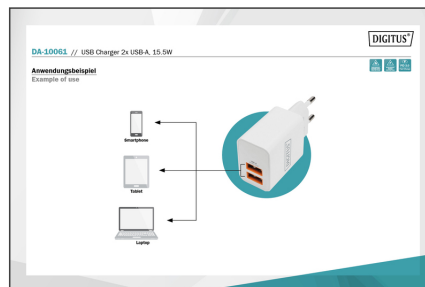 DIGITUS®
DA-10061 // USB Charger 2x USB-A, 15.5W
Anwendungsbeispiel
Example of use
Smartphone
Tablet
Laptop